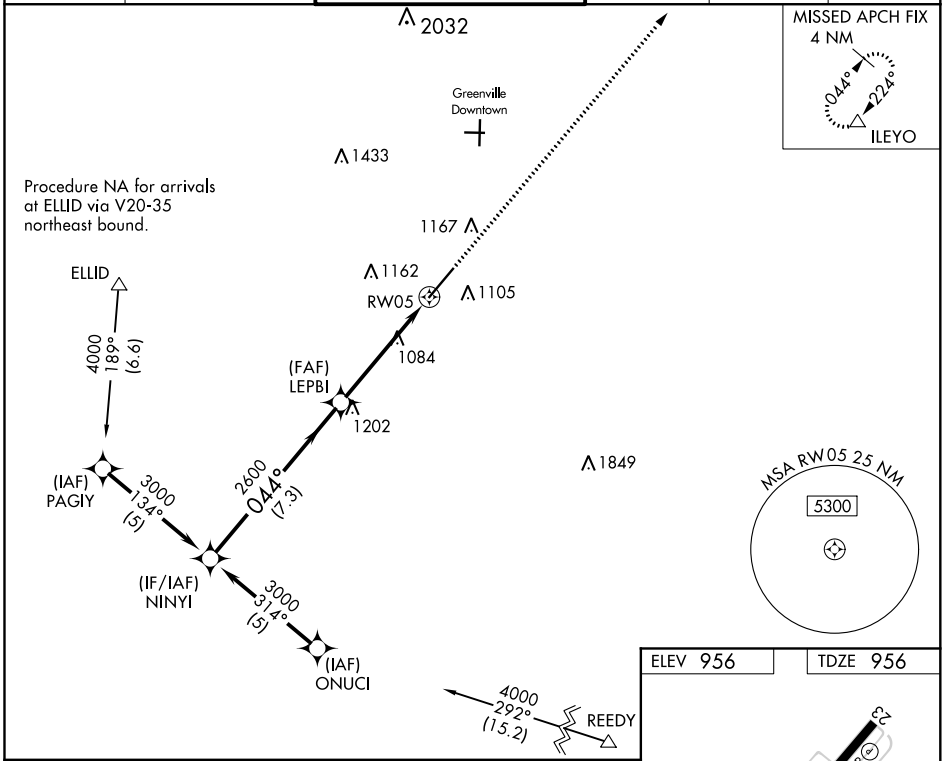 2032
MISSED APCH FIX
4 NM
044°
224°
ILEYO
Greenville
Downtown
1433
Procedure NA for arrivals
at ELLID via V20-35
northeast bound.
1167
ELLID
1162
RW05
1105
4000
189°
(6.6)
1084
(FAF)
LEPBI
1202
2600
044°
(7.3)
1849
(IAF)
PAGIY
3000
134°
(5)
MSA RW05 25 NM
5300
(IF/IAF)
NINYI
3000
314°
(5)
(IAF)
ONUCI
4000
292°
(15.2)
REEDY
ELEV 956
TDZE 956
23